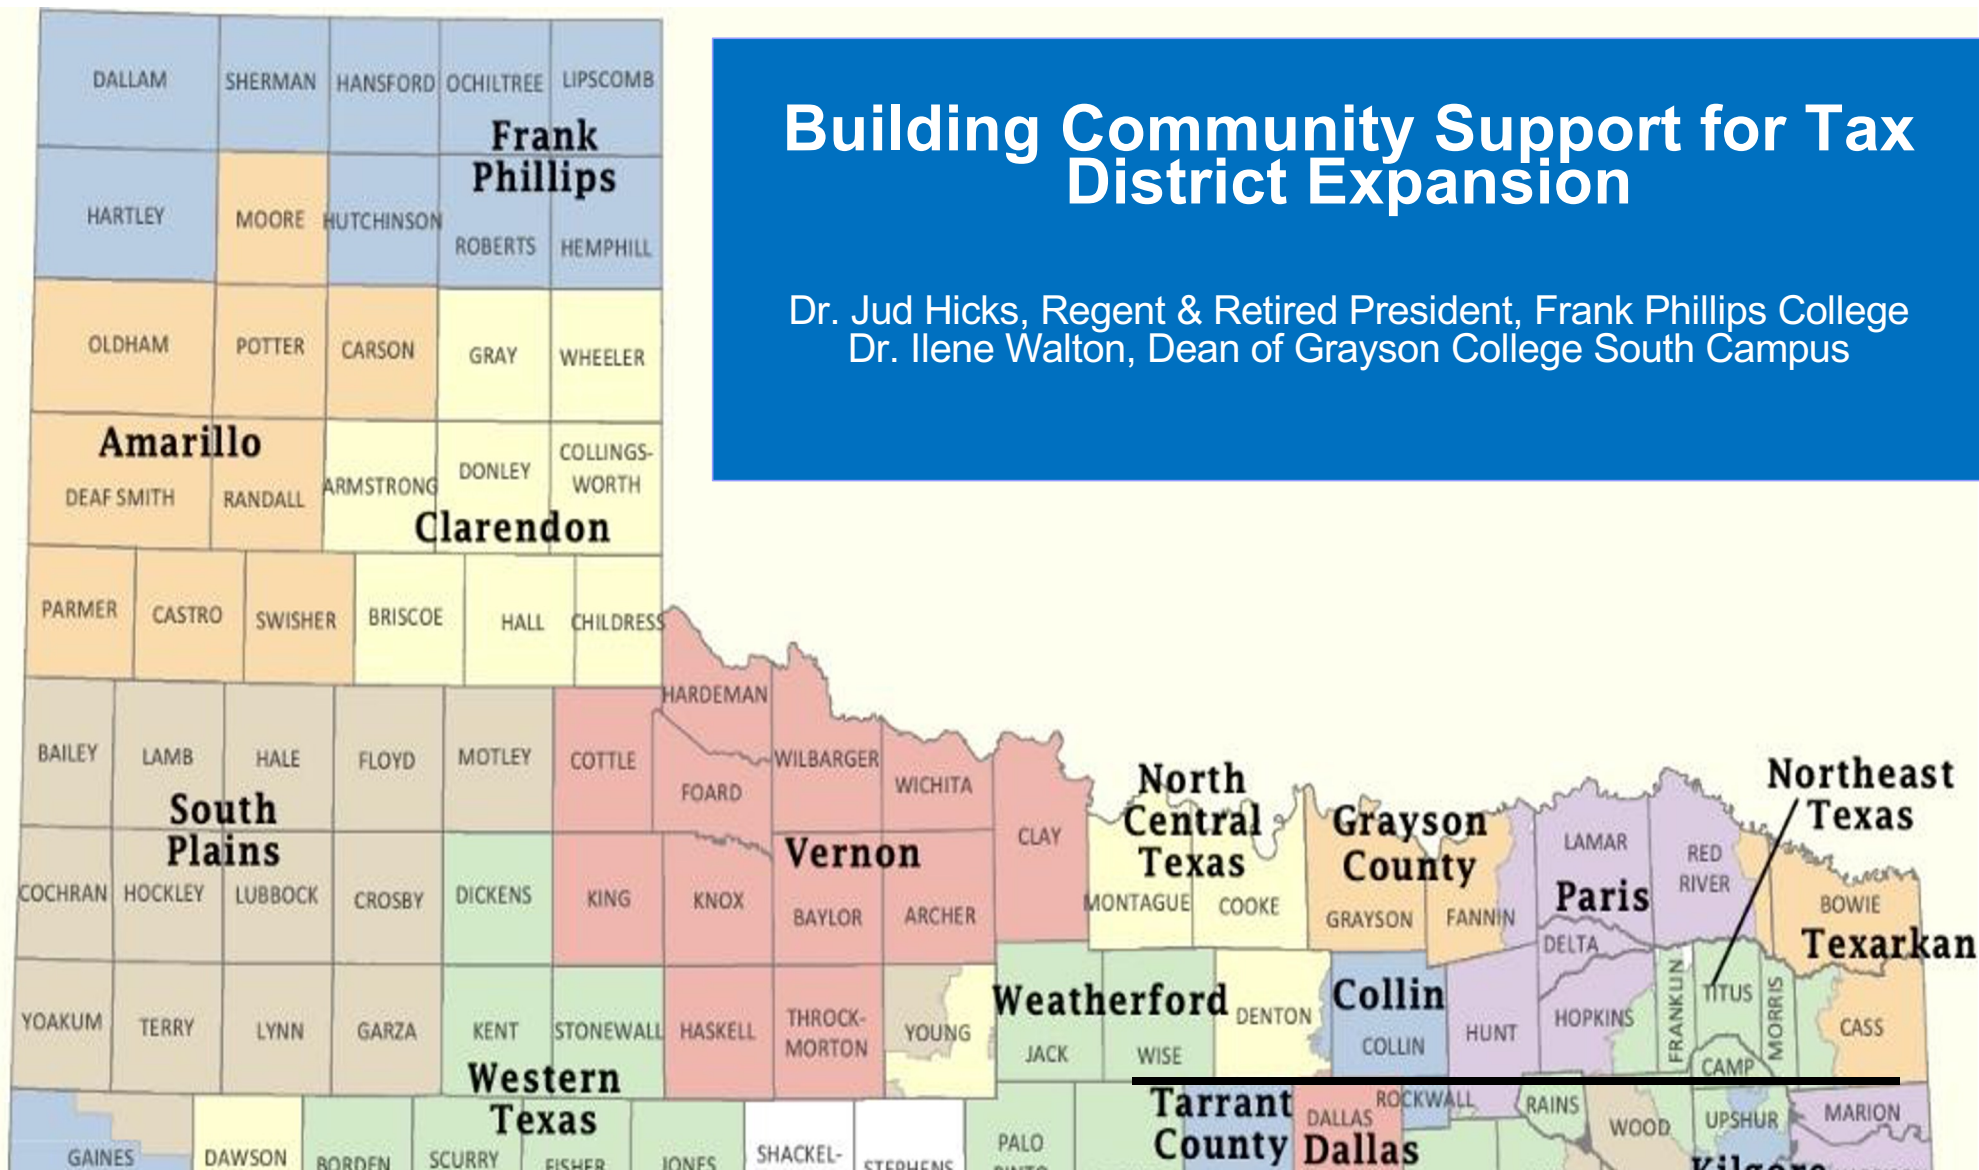 Building Community Support for Tax
District Expansion
Dr. Jud Hicks, Regent & Retired President, Frank Phillips College
Dr. Ilene Walton, Dean of Grayson College South Campus
DALLAM SHERMAN HANSFORD OCHILTREE LIPSCOMB
Frank
Phillips
HARTLEY MOORE HUTCHINSON ROBERTS HEMPHILL
OLDHAM POTTER CARSON GRAY WHEELER
Amarillo
DEAF SMITH RANDALL ARMSTRONG DONLEY
COLLINGS-
WORTH
Clarendon
PARMER CASTRO SWISHER BRISCOE HALL CHILDRESS
HARDEMAN
BAILEY LAMB HALE FLOYD MOTLEY COTTLE FOARD WILBARGER WICHITA CLAY
South
Plains
Vernon
North
Central
Texas
MONTAGUE COOKE
Grayson
County
GRAYSON FANNIN
LAMAR
RED
RIVER
Paris
DELTA
Northeast
Texas
BOWIE
Texarkan
COCHRAN HOCKLEY LUBBOCK CROSBY DICKENS KING KNOX BAYLOR ARCHER
YOAKUM TERRY LYNN GARZA KENT STONEWALL HASKELL
THROCK-
MORTON
YOUNG
Western
Texas
Weatherford
JACK WISE
DENTON
Collin
COLLIN
HUNT HOPKINS FRANKLIN TITUS MORRIS CAMP CASS
GAINES DAWSON BORDEN SCURRY FISHER JONES SHACKEL- STEPHENS
PALO
PINTO
Tarrant
County
DALLAS
Dallas
ROCKWALL RAINS WOOD UPSHUR MARION
Kilgore